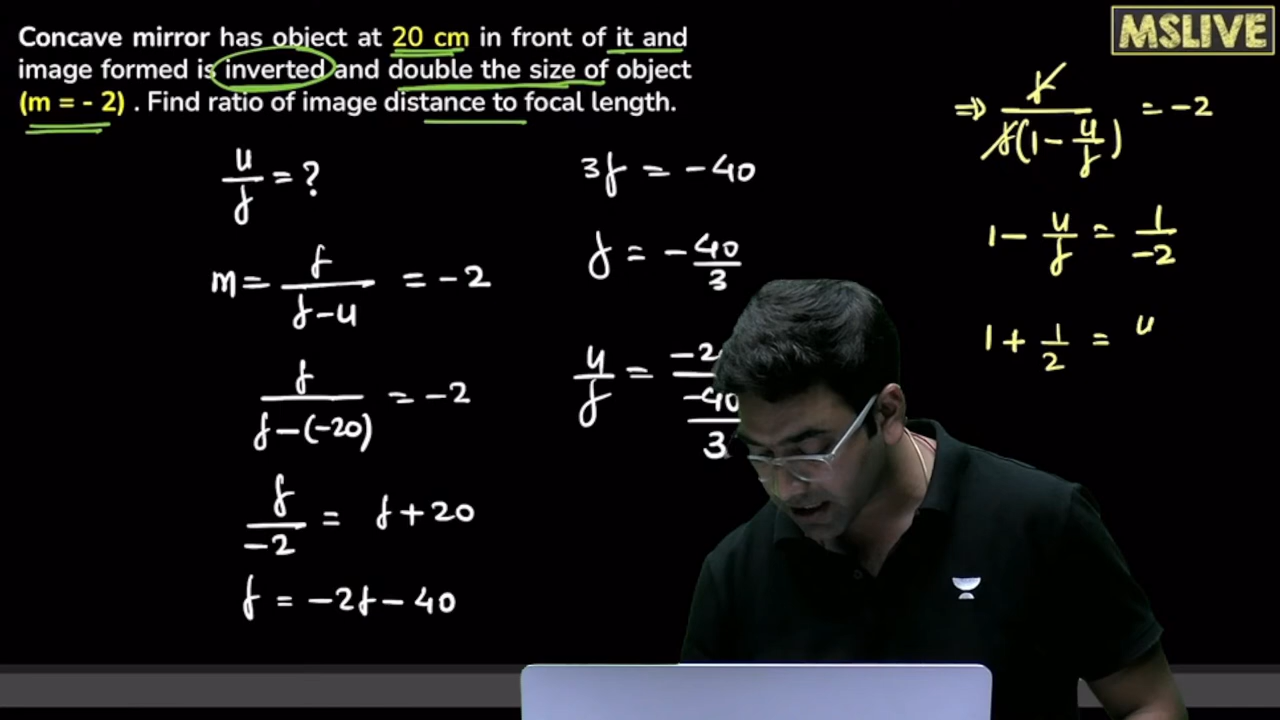 MSLIVE
Concave mirror has object at 20 cm in front of it and
image formed is inverted and double the size of object
(m = - 2) . Find ratio of image distance to focal length.
u/f = ?
m = f/(f-u) = -2
f/(f-(-20)) = -2
f/-2 = f+20
f = -2f - 40
3f = -40
f = -40/3
u/f =
⇒ f/(f(1 - u/f)) = -2
1 - u/f = 1/-2
1 + 1/2 = u